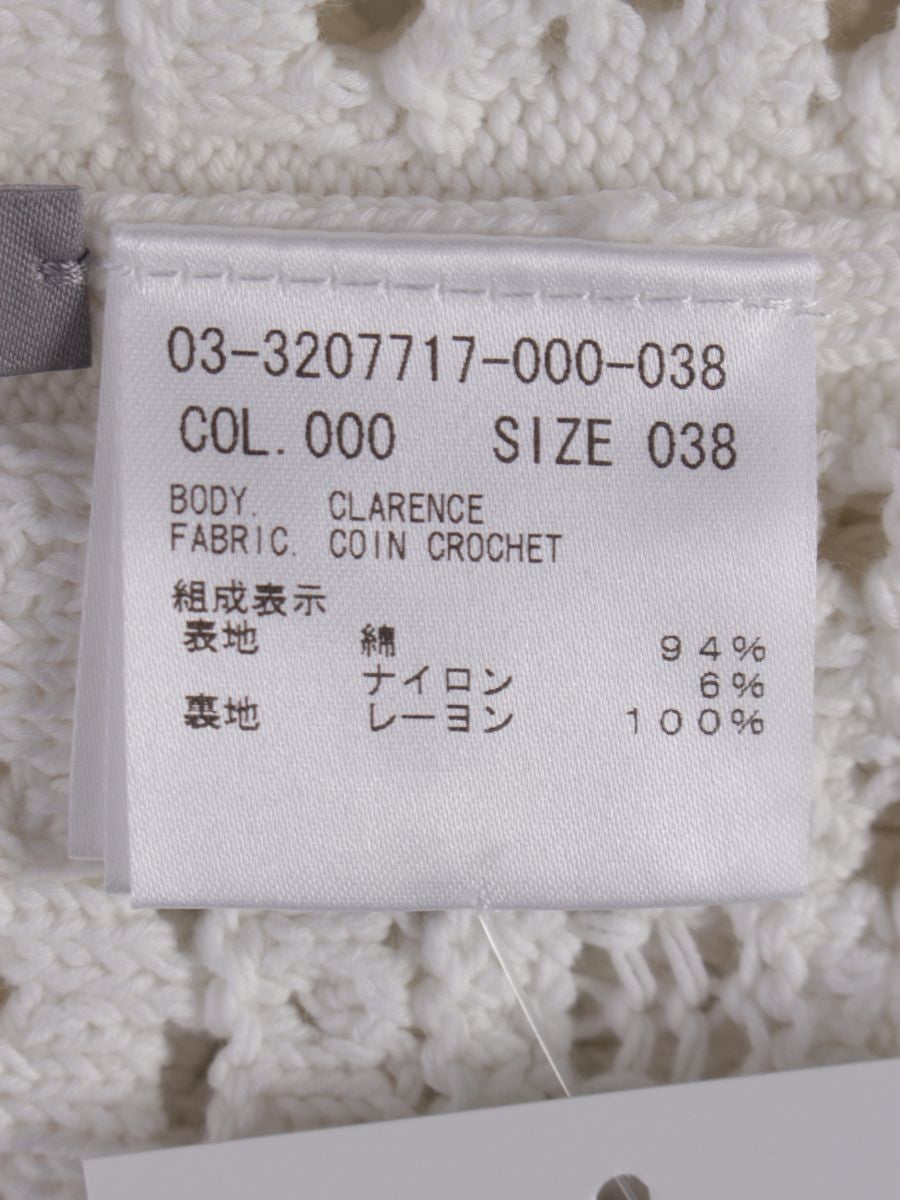 03-3207717-000-038
COL. 000 SIZE 038
BODY. CLARENCE
FABRIC. COIN CROCHET
組成表示
表地 綿 94%
ナイロン 6%
裏地 レーヨン 100%